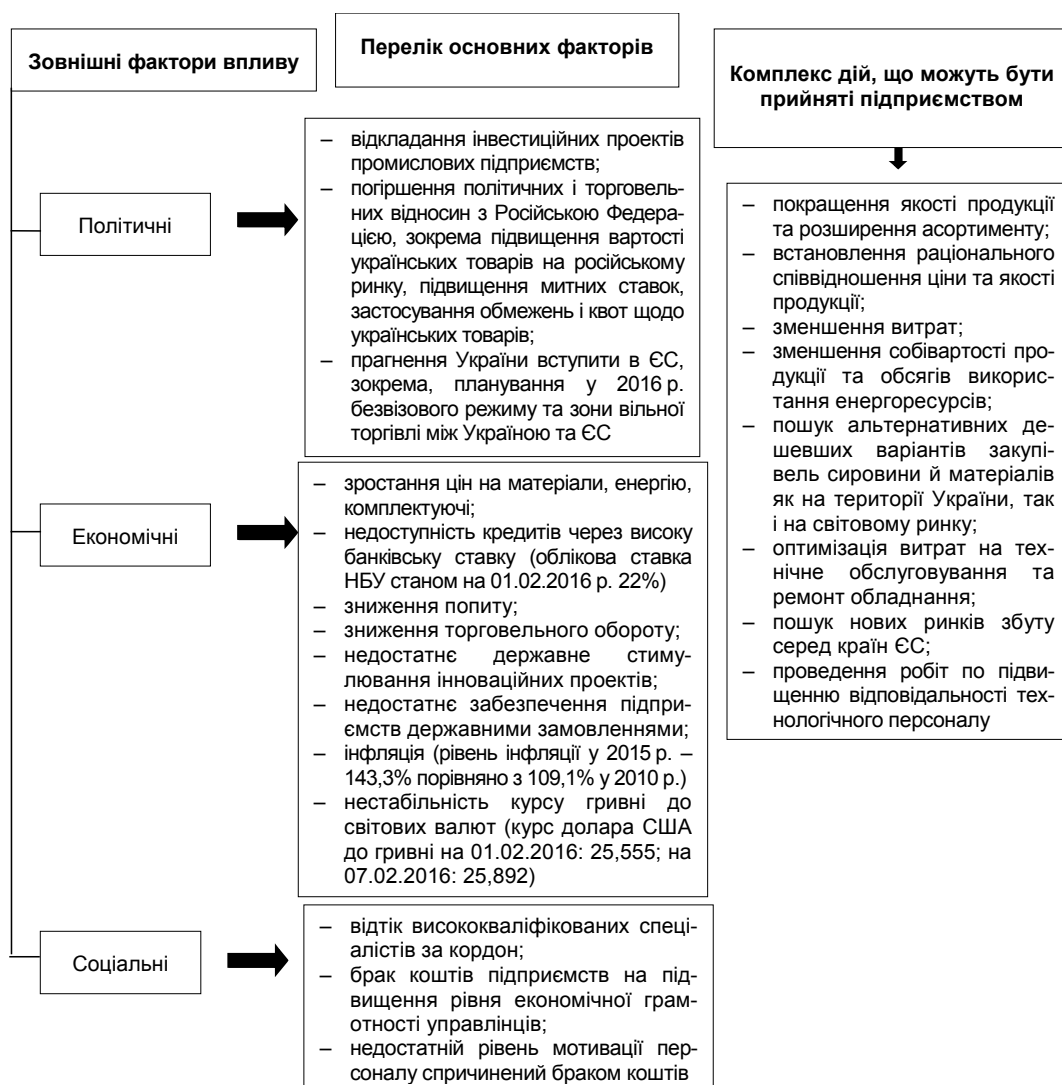 Зовнішні фактори впливу
Перелік основних факторів
Комплекс дій, що можуть бути
прийняті підприємством
Політичні
– відкладання інвестиційних проектів
промислових підприємств;
– погіршення політичних і торговель-
них відносин з Російською Федера-
цією, зокрема підвищення вартості
українських товарів на російському
ринку, підвищення митних ставок,
застосування обмежень і квот щодо
українських товарів;
– прагнення України вступити в ЄС,
зокрема, планування у 2016 р.
безвізового режиму та зони вільної
торгівлі між Україною та ЄС
Економічні
– зростання цін на матеріали, енергію,
комплектуючі;
– недоступність кредитів через високу
банківську ставку (облікова ставка
НБУ станом на 01.02.2016 р. 22%)
– зниження попиту;
– зниження торговельного обороту;
– недостатнє державне стиму-
лювання інноваційних проектів;
– недостатнє забезпечення підпри-
ємств державними замовленнями;
– інфляція (рівень інфляції у 2015 р. –
143,3% порівняно з 109,1% у 2010 р.)
– нестабільність курсу гривні до
світових валют (курс долара США
до гривні на 01.02.2016: 25,555; на
07.02.2016: 25,892)
Соціальні
– відтік висококваліфікованих спеці-
алістів за кордон;
– брак коштів підприємств на під-
вищення рівня економічної грам-
отності управлінців;
– недостатній рівень мотивації пер-
соналу спричинений браком коштів
– покращення якості продукції
та розширення асортименту;
– встановлення раціонального
співвідношення ціни та якості
продукції;
– зменшення витрат;
– зменшення собівартості про-
дукції та обсягів використ-
тання енергоресурсів;
– пошук альтернативних де-
шевших варіантів закупі-
вель сировини й матеріалів
як на території України, так
і на світовому ринку;
– оптимізація витрат на тех-
нічне обслуговування та
ремонт обладнання;
– пошук нових ринків збуту
серед країн ЄС;
– проведення робіт по підви-
щенню відповідальності тех-
нологічного персоналу